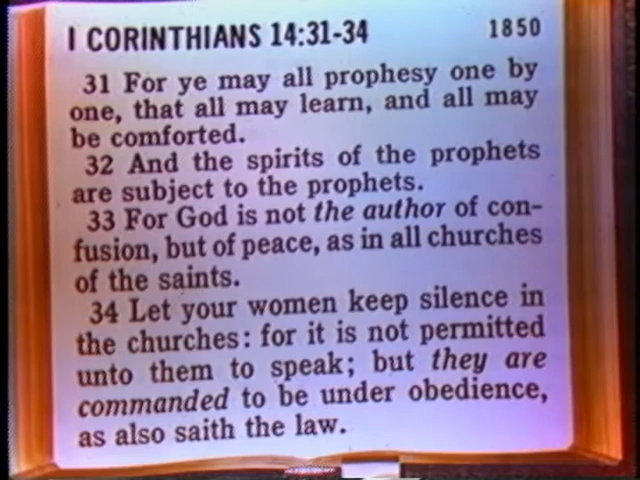 I CORINTHIANS 14:31-34 1850
31 For ye may all prophesy one by
one, that all may learn, and all may
be comforted.
32 And the spirits of the prophets
are subject to the prophets.
33 For God is not the author of con-
fusion, but of peace, as in all churches
of the saints.
34 Let your women keep silence in
the churches: for it is not permitted
unto them to speak; but they are
commanded to be under obedience,
as also saith the law.